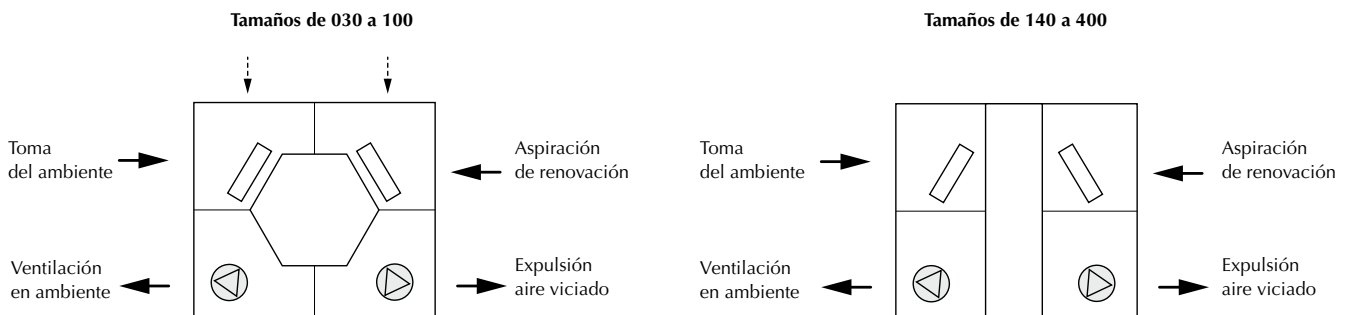 Tamaños de 030 a 100
Tamaños de 140 a 400
Toma
del ambiente
Aspiración
de renovación
Ventilación
en ambiente
Expulsión
aire viciado
Toma
del ambiente
Aspiración
de renovación
Ventilación
en ambiente
Expulsión
aire viciado